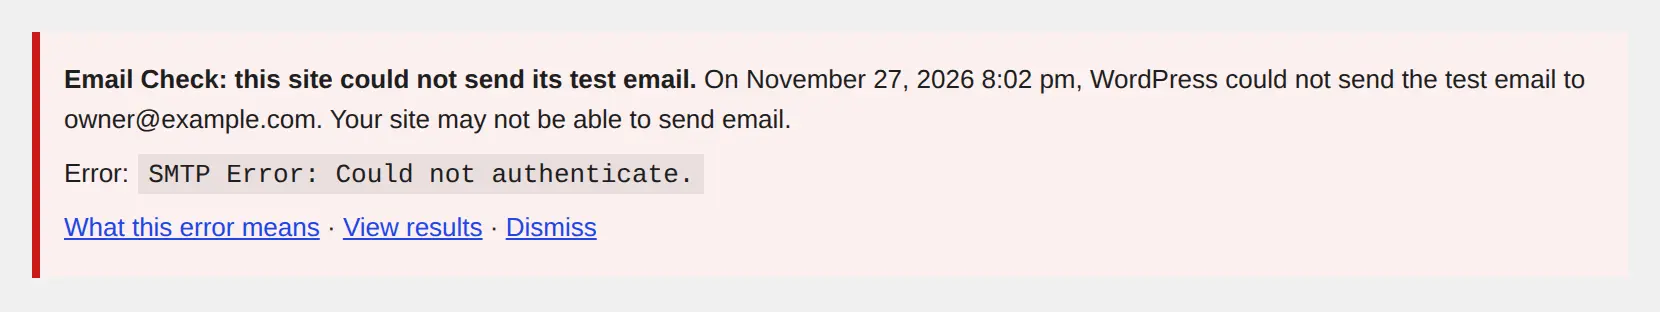 Email Check: this site could not send its test email. On November 27, 2026 8:02 pm, WordPress could not send the test email to
owner@example.com. Your site may not be able to send email.
Error: SMTP Error: Could not authenticate.
What this error means · View results · Dismiss